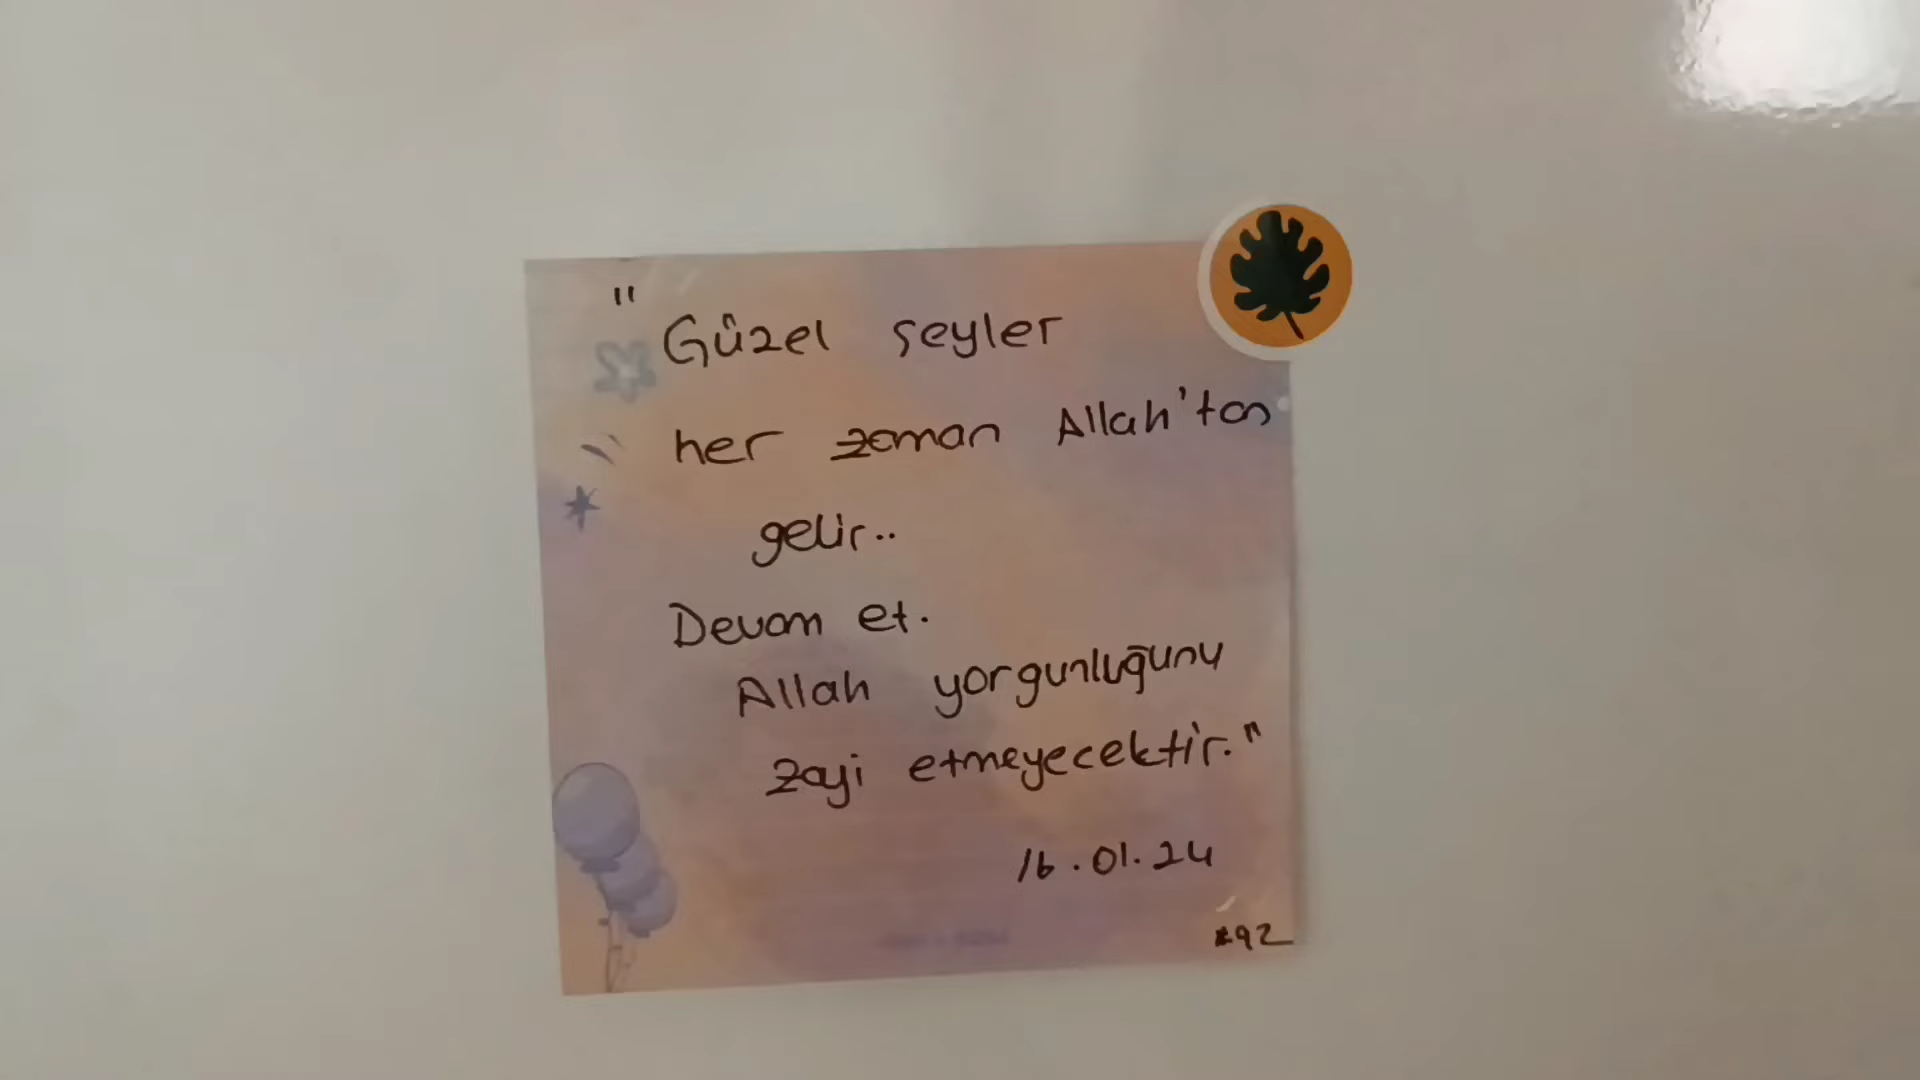 "Güzel şeyler
her zaman Allah'tan
gelir..
Devam et.
Allah yorgunluğunu
zayi etmeyecektir."
16.01.24
#92